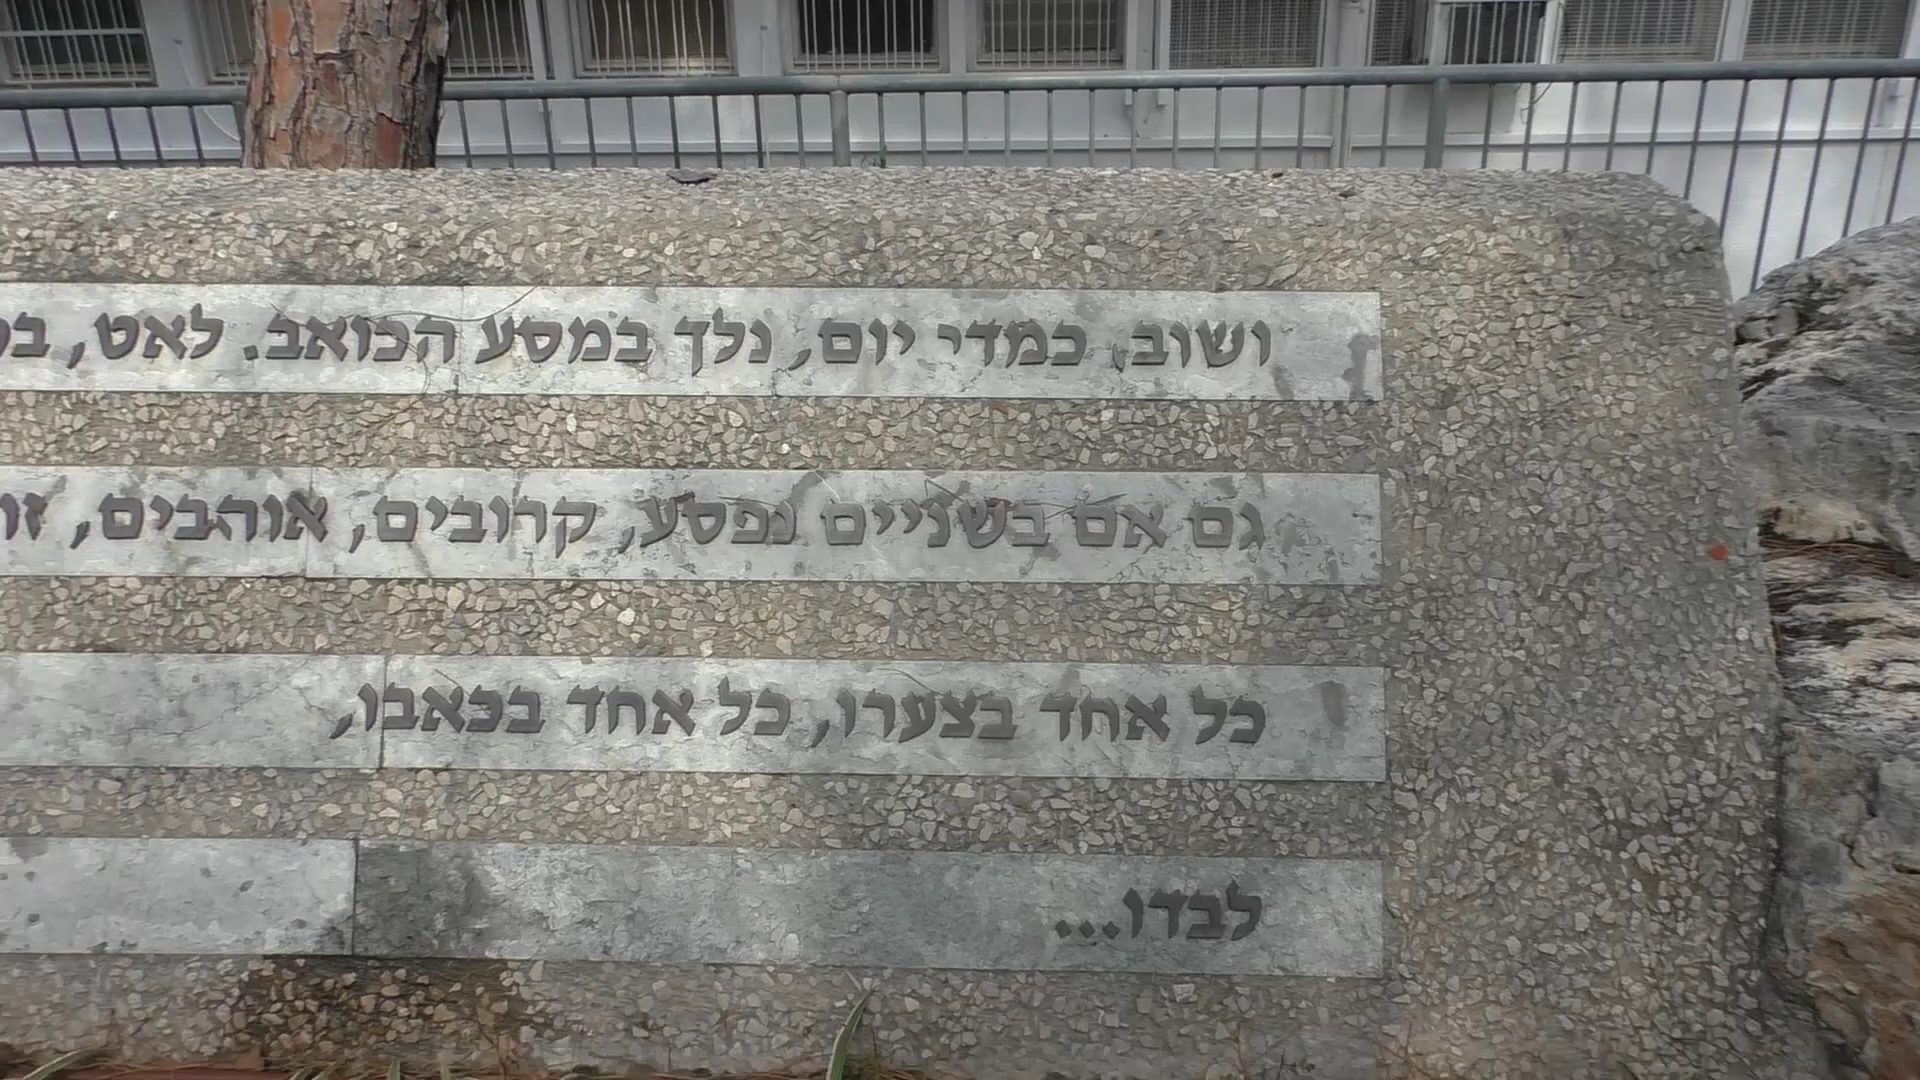 ושוב, כמדי יום, נלך במסע הכואב. לאט,
גם אם בשניים נפסע, קרובים, אוהבים,
כל אחד בצערו, כל אחד בכאבו,
לבדו...